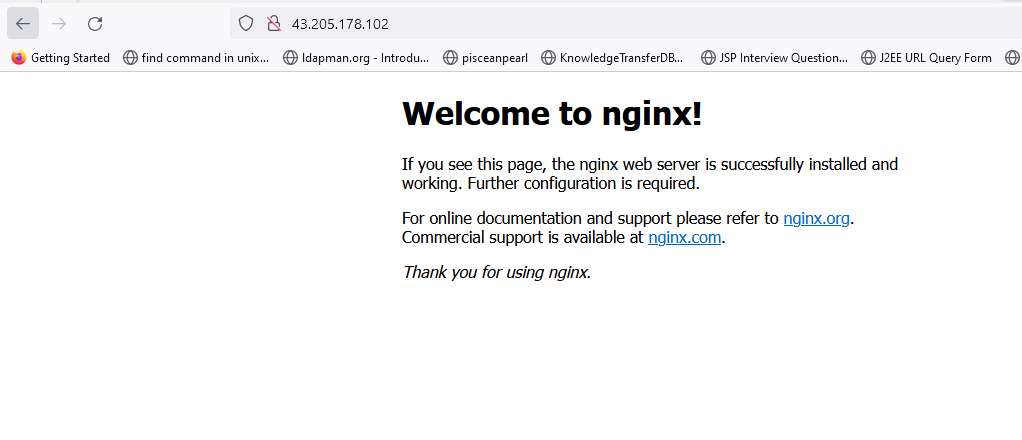 43.205.178.102
Getting Started find command in unix... ldapman.org - Introdu... pisceanpearl KnowledgeTransferDB... JSP Interview Question... J2EE URL Query Form
Welcome to nginx!
If you see this page, the nginx web server is successfully installed and
working. Further configuration is required.
For online documentation and support please refer to nginx.org.
Commercial support is available at nginx.com.
Thank you for using nginx.